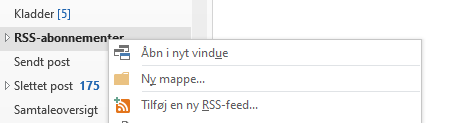 Kladder [5]
RSS-abonnementer
Sendt post
Slettet post 175
Samtaleoversigt
Åbn i nyt vindue
Ny mappe...
Tilføj en ny RSS-feed...